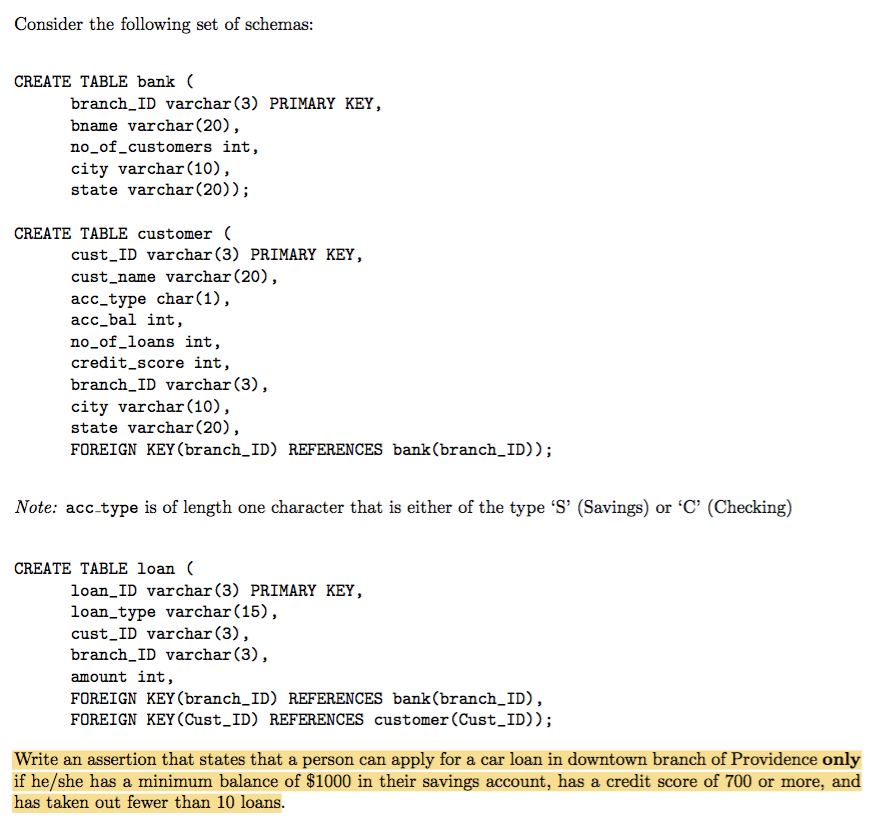 Consider the following set of schemas:
CREATE TABLE bank (
branch_ID varchar(3) PRIMARY KEY,
bname varchar(20),
no_of_customers int,
city varchar(10),
state varchar(20));
CREATE TABLE customer (
cust_ID varchar(3) PRIMARY KEY,
cust_name varchar(20),
acc_type char(1),
acc_bal int,
no_of_loans int,
credit_score int,
branch_ID varchar(3),
city varchar(10),
state varchar(20),
FOREIGN KEY(branch_ID) REFERENCES bank(branch_ID));
Note: acc_type is of length one character that is either of the type ‘S’ (Savings) or ‘C’ (Checking)
CREATE TABLE loan (
loan_ID varchar(3) PRIMARY KEY,
loan_type varchar(15),
cust_ID varchar(3),
branch_ID varchar(3),
amount int,
FOREIGN KEY(branch_ID) REFERENCES bank(branch_ID),
FOREIGN KEY(Cust_ID) REFERENCES customer(Cust_ID));
Write an assertion that states that a person can apply for a car loan in downtown branch of Providence only
if he/she has a minimum balance of $1000 in their savings account, has a credit score of 700 or more, and
has taken out fewer than 10 loans.